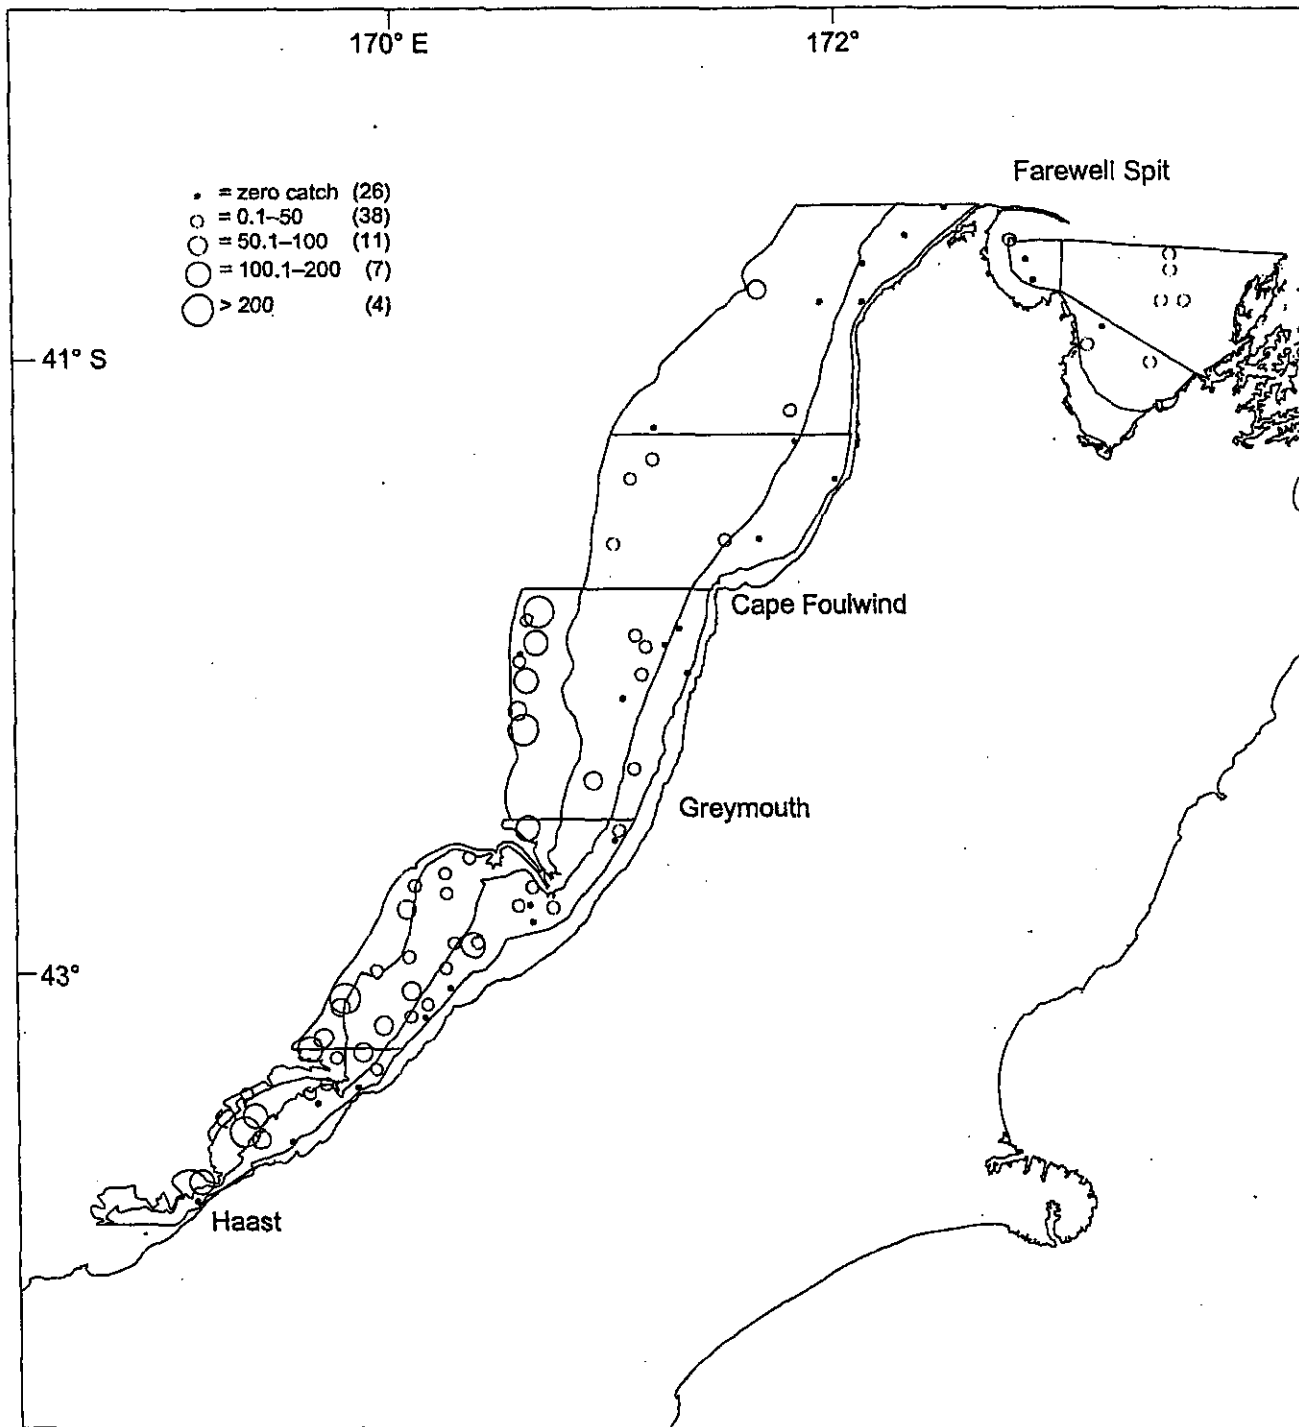 170° E
172°
Farewell Spit
= zero catch (26)
= 0.1–50 (38)
= 50.1–100 (11)
= 100.1–200 (7)
> 200 (4)
41° S
Cape Foulwind
Greymouth
43°
Haast